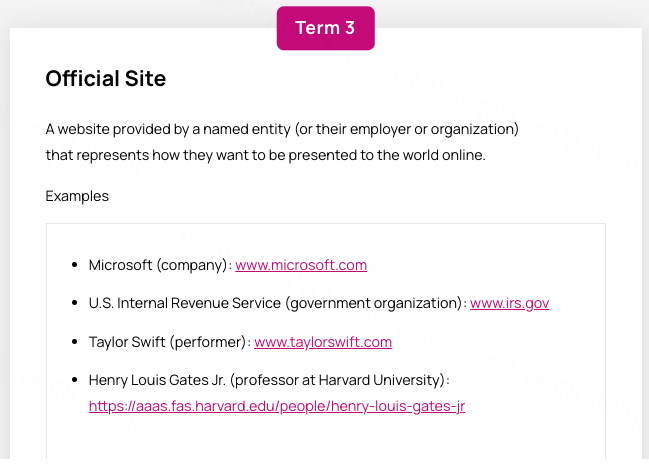 Term 3
Official Site
A website provided by a named entity (or their employer or organization)
that represents how they want to be presented to the world online.
Examples
• Microsoft (company): www.microsoft.com
• U.S. Internal Revenue Service (government organization): www.irs.gov
• Taylor Swift (performer): www.taylorswift.com
• Henry Louis Gates Jr. (professor at Harvard University):
https://aaas.fas.harvard.edu/people/henry-louis-gates-jr